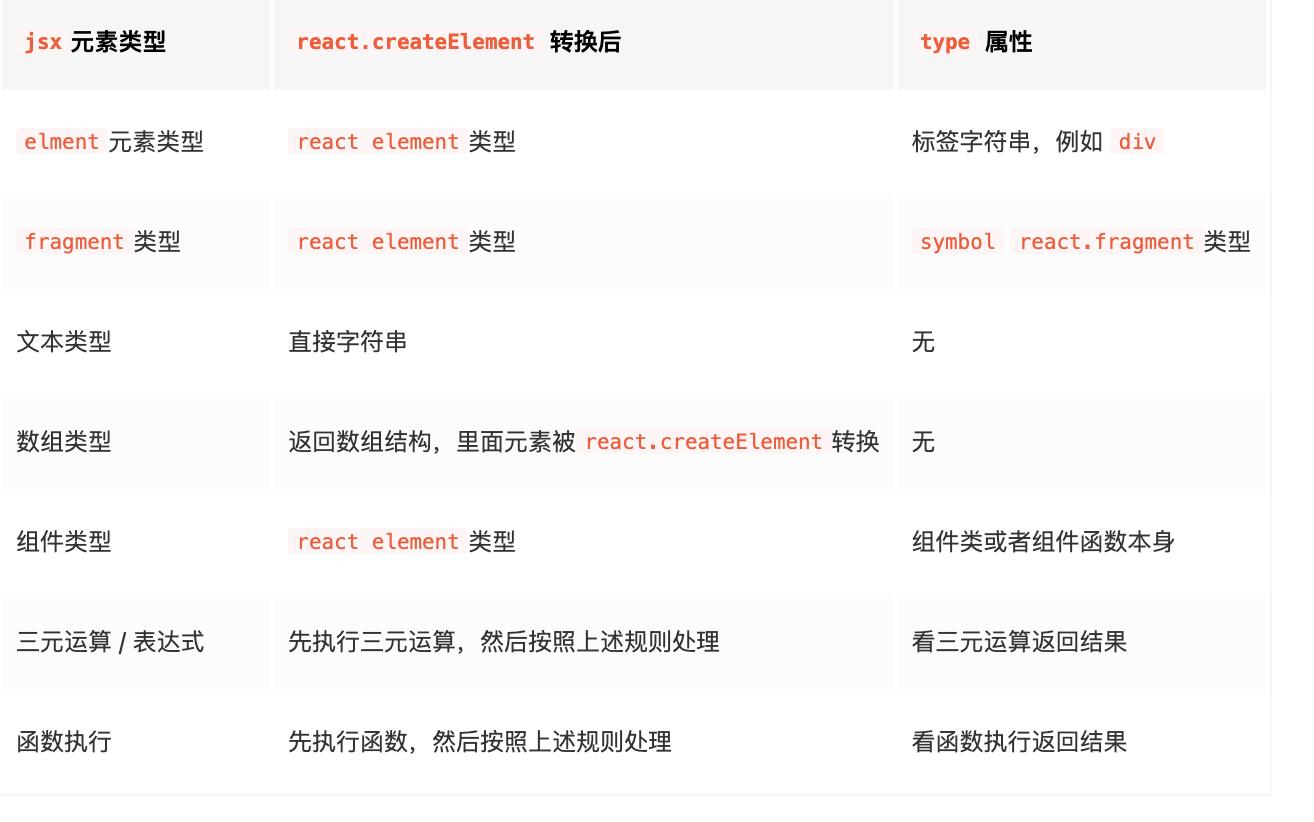 jsx 元素类型 react.createElement 转换后 type 属性
elment 元素类型 react element 类型 标签字符串，例如 div
fragment 类型 react element 类型 symbol react.fragment 类型
文本类型 直接字符串 无
数组类型 返回数组结构，里面元素被 react.createElement 转换 无
组件类型 react element 类型 组件类或者组件函数本身
三元运算 / 表达式 先执行三元运算，然后按照上述规则处理 看三元运算返回结果
函数执行 先执行函数，然后按照上述规则处理 看函数执行返回结果